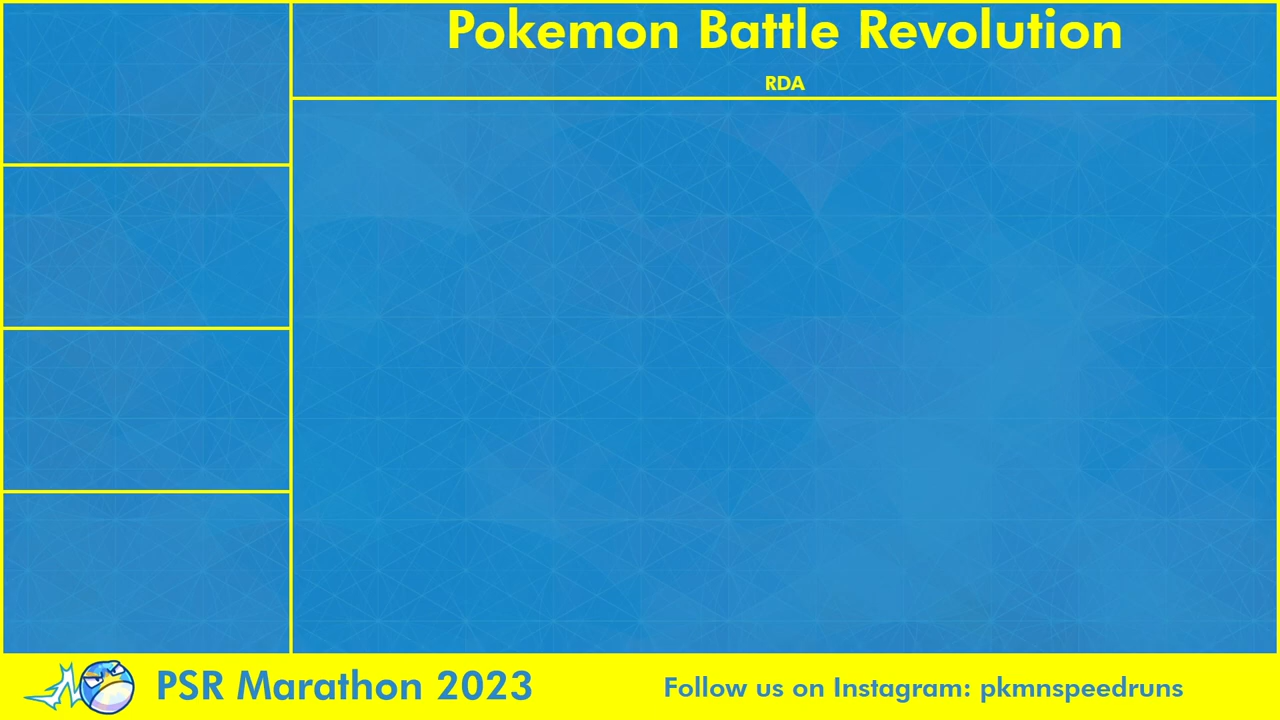 Pokemon Battle Revolution
RDA
PSR Marathon 2023
Follow us on Instagram: pkmnspeedruns